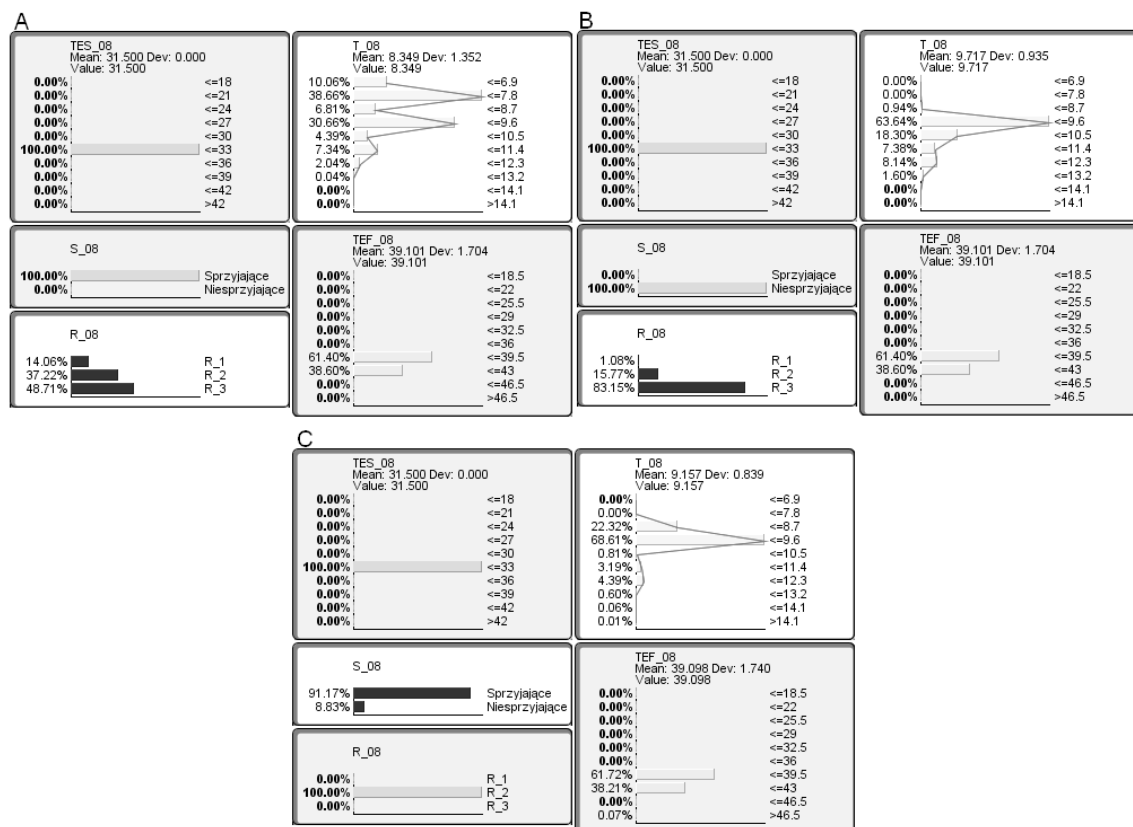 A
TES_08
Mean: 31.500 Dev: 0.000
Value: 31.500
0.00% <=18
0.00% <=21
0.00% <=24
0.00% <=27
0.00% <=30
100.00% <=33
0.00% <=36
0.00% <=39
0.00% <=42
0.00% >42
T_08
Mean: 8.349 Dev: 1.352
Value: 8.349
10.06% <=6.9
38.66% <=7.8
6.81% <=8.7
30.66% <=9.6
4.39% <=10.5
7.34% <=11.4
2.04% <=12.3
0.04% <=13.2
0.00% <=14.1
0.00% >14.1
S_08
100.00% Sprzyjające
0.00% Niesprzyjające
R_08
14.06% R_1
37.22% R_2
48.71% R_3
TEF_08
Mean: 39.101 Dev: 1.704
Value: 39.101
0.00% <=18.5
0.00% <=22
0.00% <=25.5
0.00% <=29
0.00% <=32.5
0.00% <=36
61.40% <=39.5
38.60% <=43
0.00% <=46.5
0.00% >46.5
B
TES_08
Mean: 31.500 Dev: 0.000
Value: 31.500
0.00% <=18
0.00% <=21
0.00% <=24
0.00% <=27
0.00% <=30
100.00% <=33
0.00% <=36
0.00% <=39
0.00% <=42
0.00% >42
T_08
Mean: 9.717 Dev: 0.935
Value: 9.717
0.00% <=6.9
0.00% <=7.8
0.94% <=8.7
63.64% <=9.6
18.30% <=10.5
7.38% <=11.4
8.14% <=12.3
1.60% <=13.2
0.00% <=14.1
0.00% >14.1
S_08
0.00% Sprzyjające
100.00% Niesprzyjające
R_08
1.08% R_1
15.77% R_2
83.15% R_3
TEF_08
Mean: 39.101 Dev: 1.704
Value: 39.101
0.00% <=18.5
0.00% <=22
0.00% <=25.5
0.00% <=29
0.00% <=32.5
0.00% <=36
61.40% <=39.5
38.60% <=43
0.00% <=46.5
0.00% >46.5
C
TES_08
Mean: 31.500 Dev: 0.000
Value: 31.500
0.00% <=18
0.00% <=21
0.00% <=24
0.00% <=27
0.00% <=30
100.00% <=33
0.00% <=36
0.00% <=39
0.00% <=42
0.00% >42
T_08
Mean: 9.157 Dev: 0.839
Value: 9.157
0.00% <=6.9
0.00% <=7.8
22.32% <=8.7
68.61% <=9.6
0.81% <=10.5
3.19% <=11.4
4.39% <=12.3
0.60% <=13.2
0.06% <=14.1
0.01% >14.1
S_08
91.17% Sprzyjające
8.83% Niesprzyjające
R_08
0.00% R_1
100.00% R_2
0.00% R_3
TEF_08
Mean: 39.098 Dev: 1.740
Value: 39.098
0.00% <=18.5
0.00% <=22
0.00% <=25.5
0.00% <=29
0.00% <=32.5
0.00% <=36
61.72% <=39.5
38.21% <=43
0.00% <=46.5
0.07% >46.5